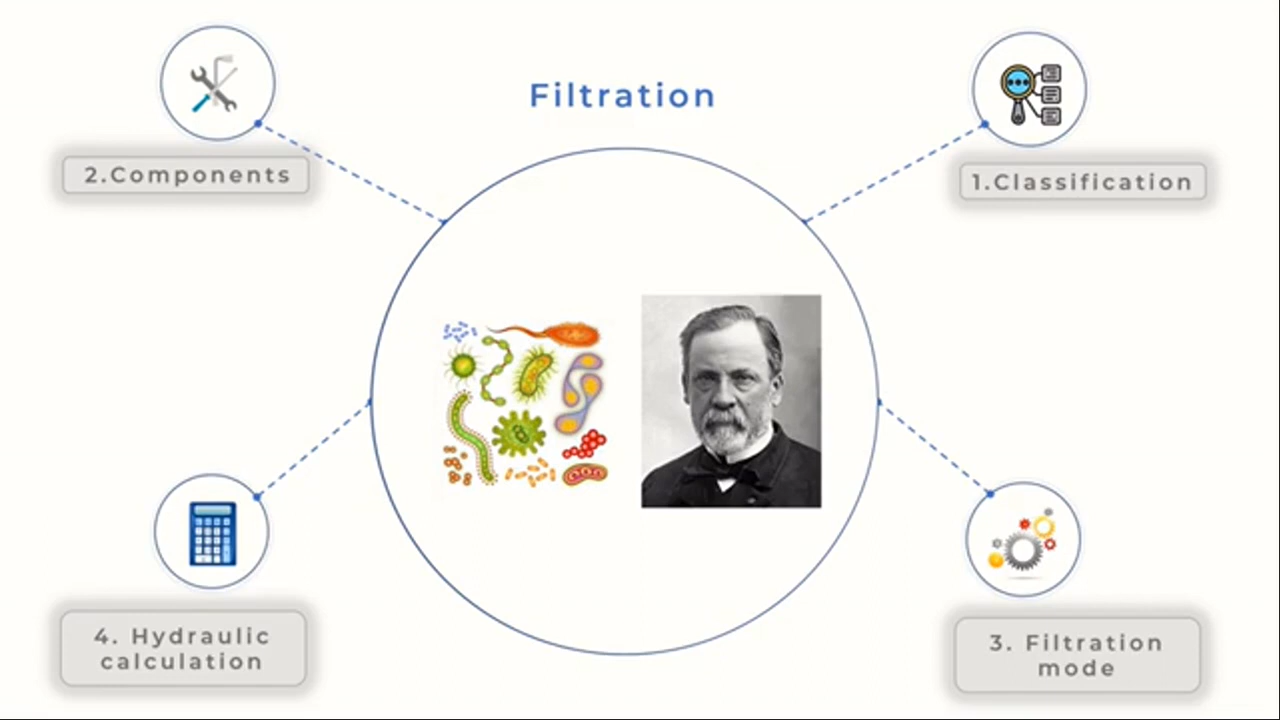 Filtration
2.Components
1.Classification
4. Hydraulic
calculation
3. Filtration
mode